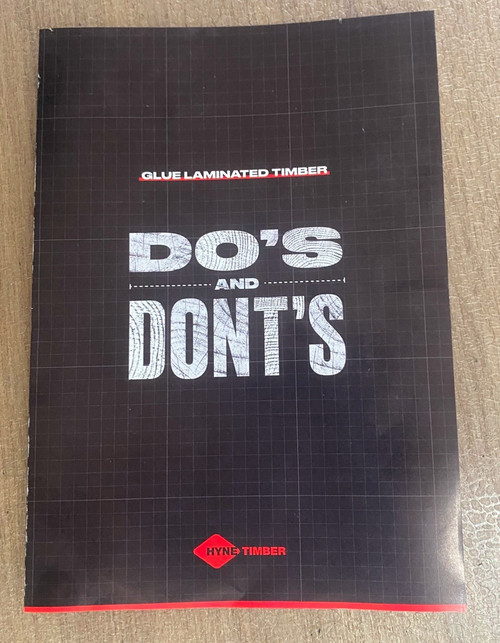 GLUE LAMINATED TIMBER
DO'S
AND
DONT'S
HYNE TIMBER